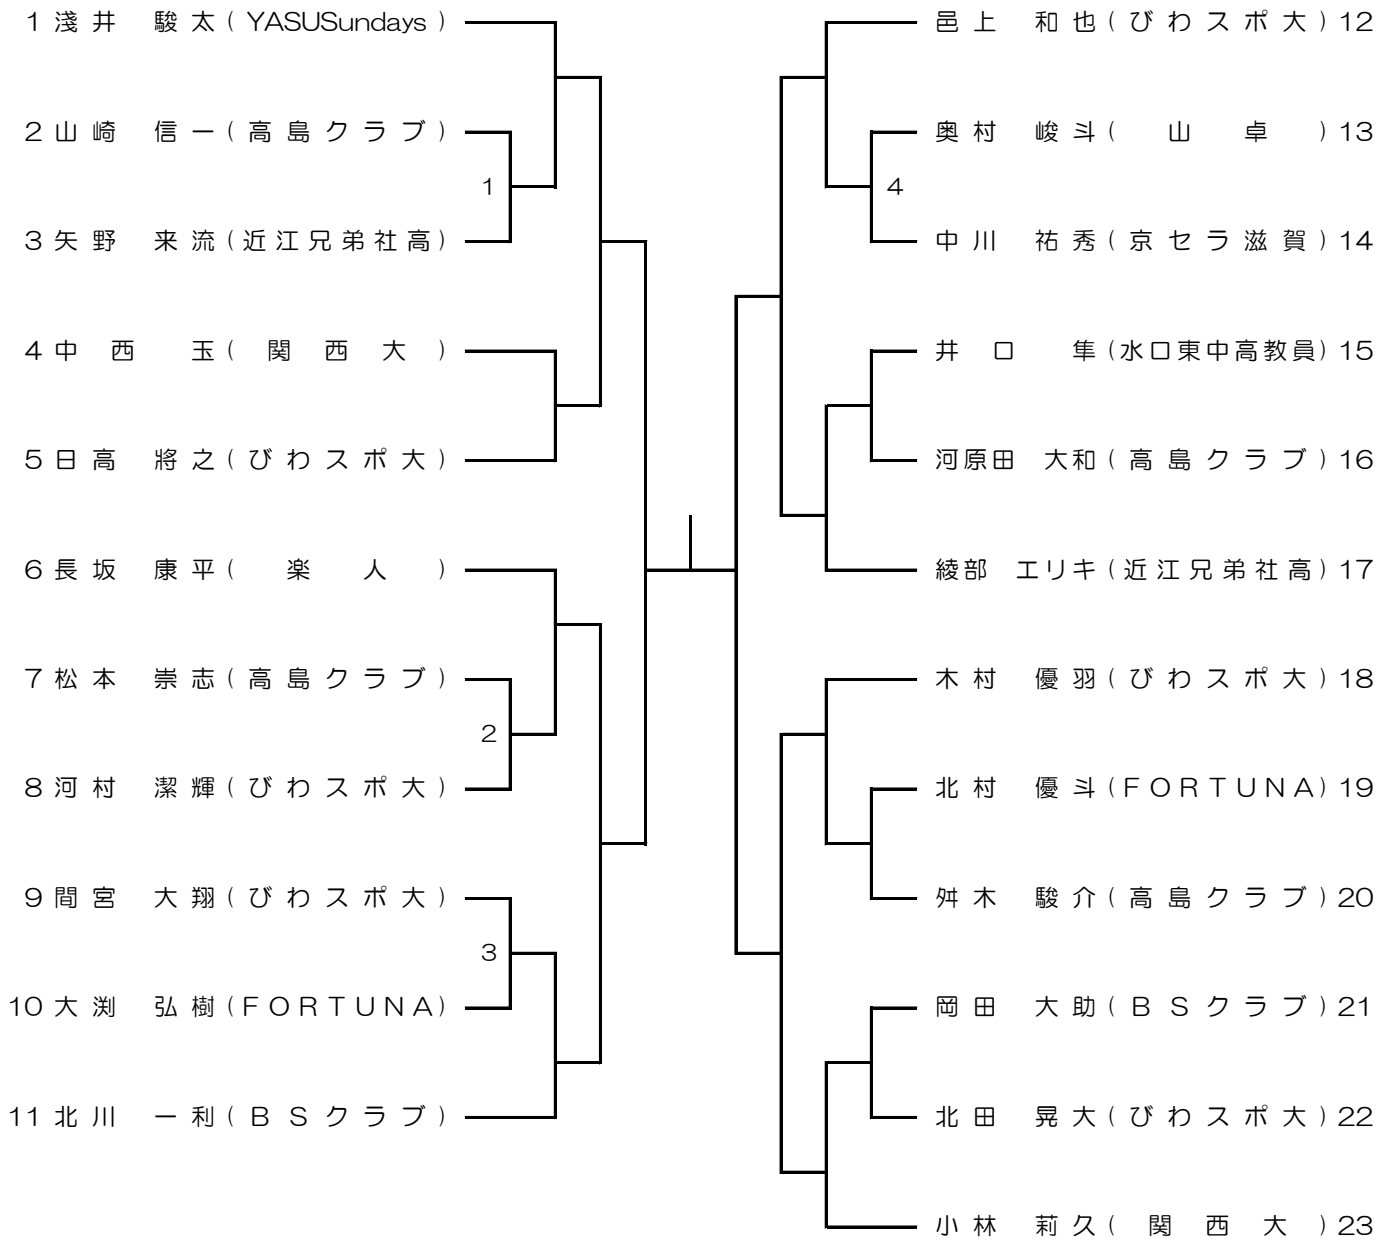 1 淺井 駿太(YASUSundays)
2 山崎 信一(高島クラブ)
1
3 矢野 来流(近江兄弟社高)
4 中西 玉(関西大)
5 日高 將之(びわスポ大)
6 長坂 康平(楽人)
7 松本 崇志(高島クラブ)
2
8 河村 潔輝(びわスポ大)
9 間宮 大翔(びわスポ大)
3
10 大渕 弘樹(FORTUNA)
11 北川 一利(BSクラブ)
邑上 和也(びわスポ大)12
奥村 峻斗(山卓)13
4
中川 祐秀(京セラ滋賀)14
井口 隼(水口東中高教員)15
河原田 大和(高島クラブ)16
綾部 エリキ(近江兄弟社高)17
木村 優羽(びわスポ大)18
北村 優斗(FORTUNA)19
舛木 駿介(高島クラブ)20
岡田 大助(BSクラブ)21
北田 晃大(びわスポ大)22
小林 莉久(関西大)23